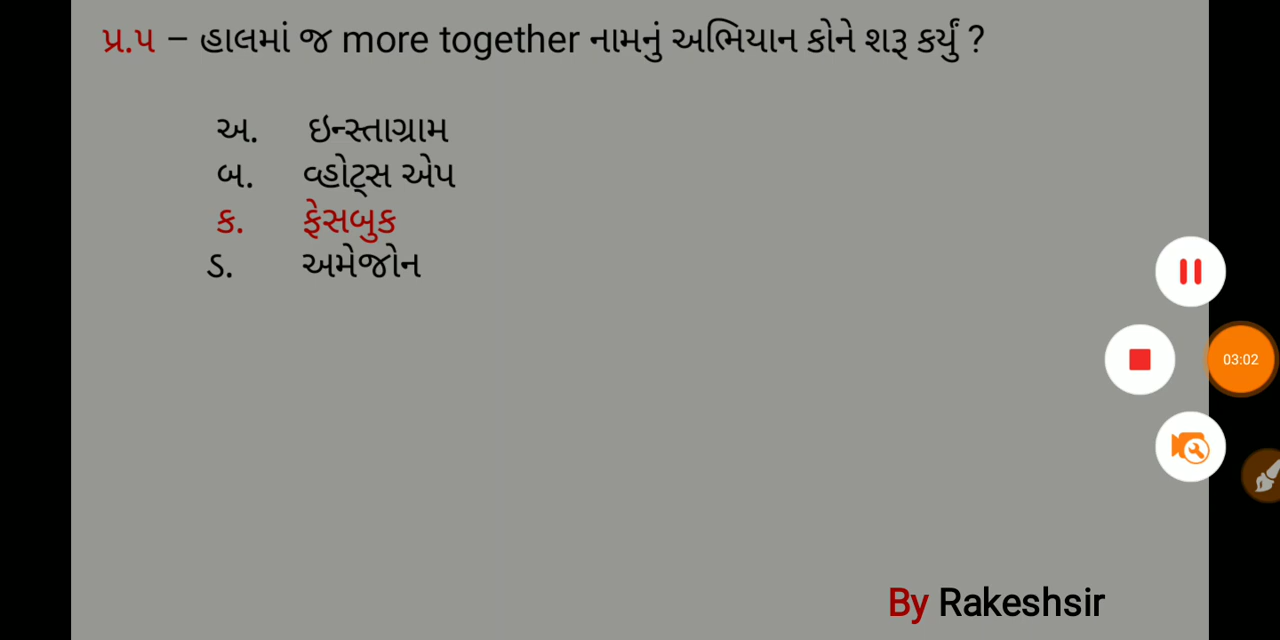 પ્ર.૫ – હાલમાં જ more together નામનું અભિયાન કોને શરૂ કર્યું ?
અ. ઇન્સ્તાગ્રામ
બ. વ્હોટ્સ એપ
ક. ફેસબુક
ડ. અમેજોન
03:02
By Rakeshsir